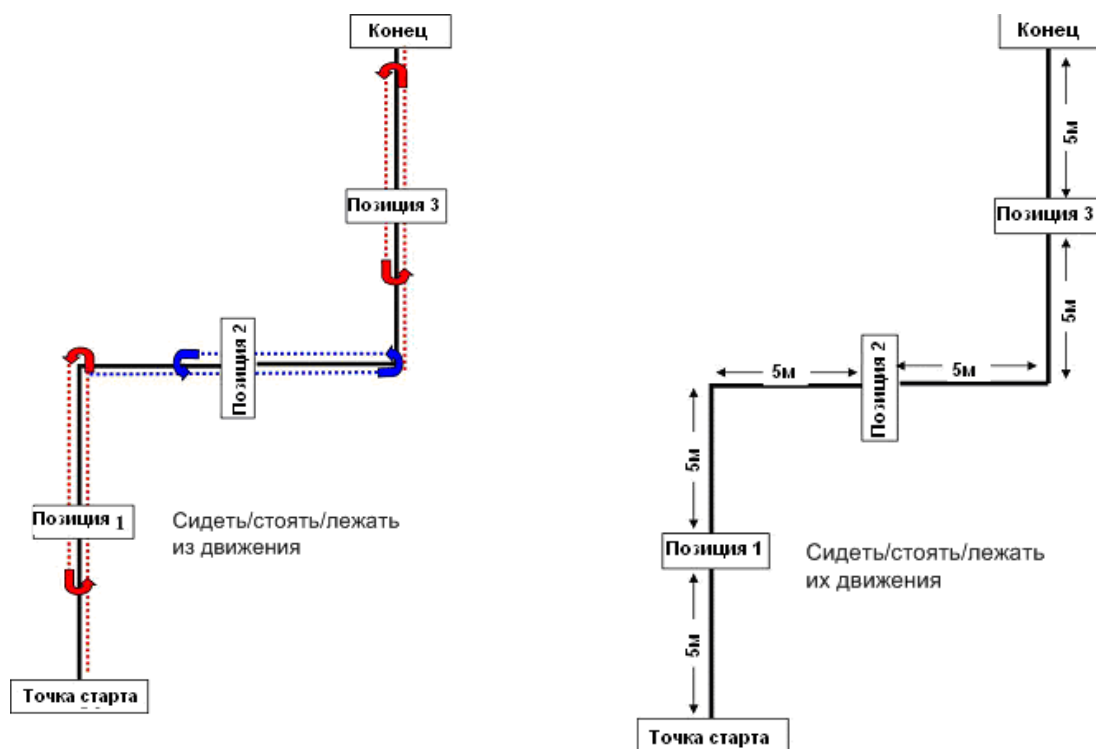 Конец
Позиция 3
Позиция 2
Позиция 1
Сидеть/стоять/лежать
из движения
Точка старта
Конец
5м
Позиция 3
5м
Позиция 2
5м
5м
5м
Позиция 1
Сидеть/стоять/лежать
их движения
5м
Точка старта